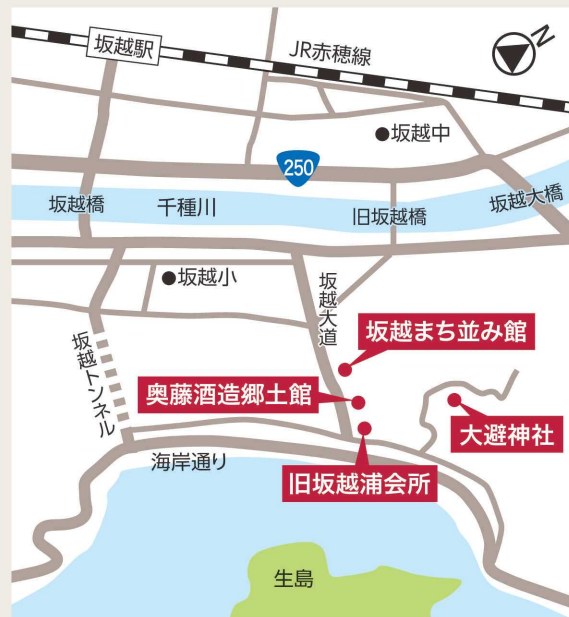 坂越駅
JR赤穂線
N
坂越中
250
坂越橋
千種川
旧坂越橋
坂越大橋
坂越小
坂越大道
坂越まち並み館
坂越トンネル
奥藤酒造郷土館
大避神社
海岸通り
旧坂越浦会所
生島